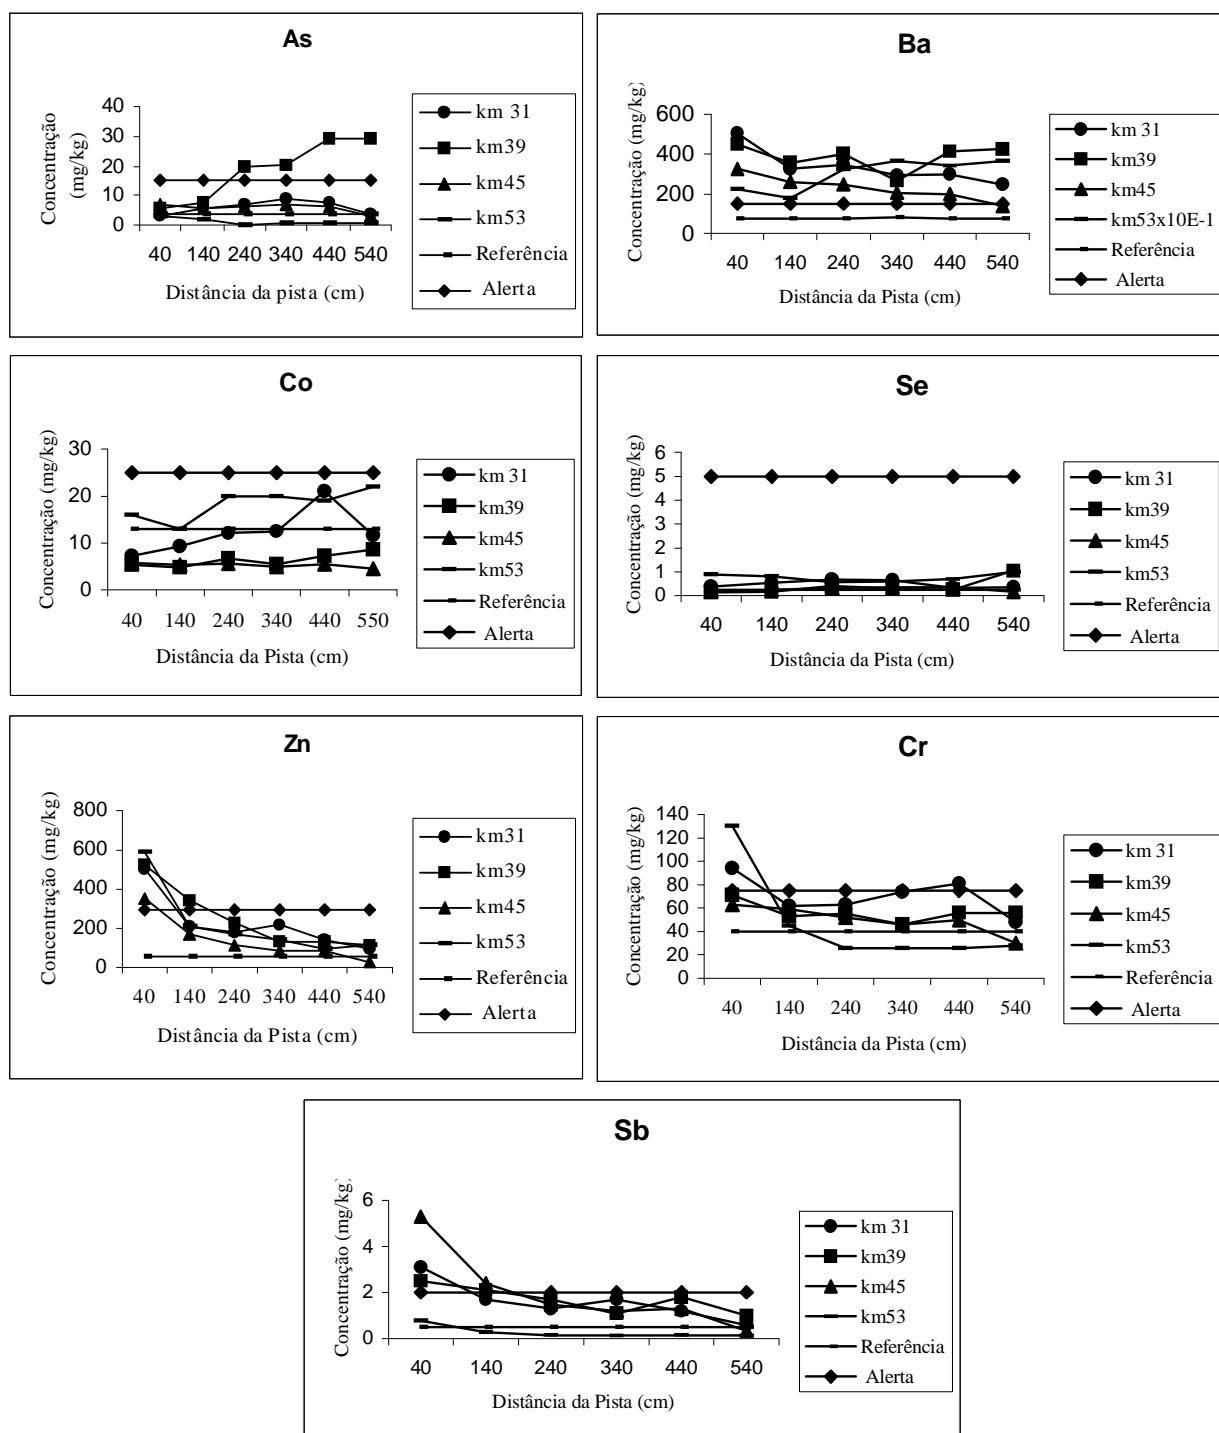 As
Concentração
(mg/kg)
40
30
20
10
0
40 140 240 340 440 540
Distância da pista (cm)
km 31
km39
km45
km53
Referência
Alerta
Ba
Concentração (mg/kg)
600
400
200
0
40 140 240 340 440 540
Distância da Pista (cm)
km 31
km39
km45
km53x10E-1
Referência
Alerta
Co
Concentração (mg/kg)
30
20
10
0
40 140 240 340 440 550
Distância da Pista (cm)
km 31
km39
km45
km53
Referência
Alerta
Se
Concentração (mg/kg)
6
5
4
3
2
1
0
40 140 240 340 440 540
Distância da Pista (cm)
km 31
km39
km45
km53
Referência
Alerta
Zn
Concentração (mg/kg)
800
600
400
200
0
40 140 240 340 440 540
Distância da Pista (cm)
km31
km39
km45
km53
Referência
Alerta
Cr
Concentração (mg/kg)
140
120
100
80
60
40
20
0
40 140 240 340 440 540
Distância da Pista (cm)
km 31
km39
km45
km53
Referência
Alerta
Sb
Concentração (mg/kg)
6
4
2
0
40 140 240 340 440 540
Distância da Pista (cm)
km 31
km39
km45
km53
Referência
Alerta